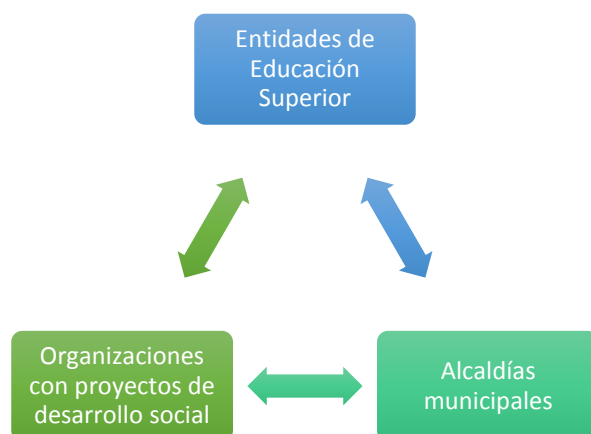 Entidades de
Educación
Superior
Organizaciones
con proyectos de
desarrollo social
Alcaldías
municipales